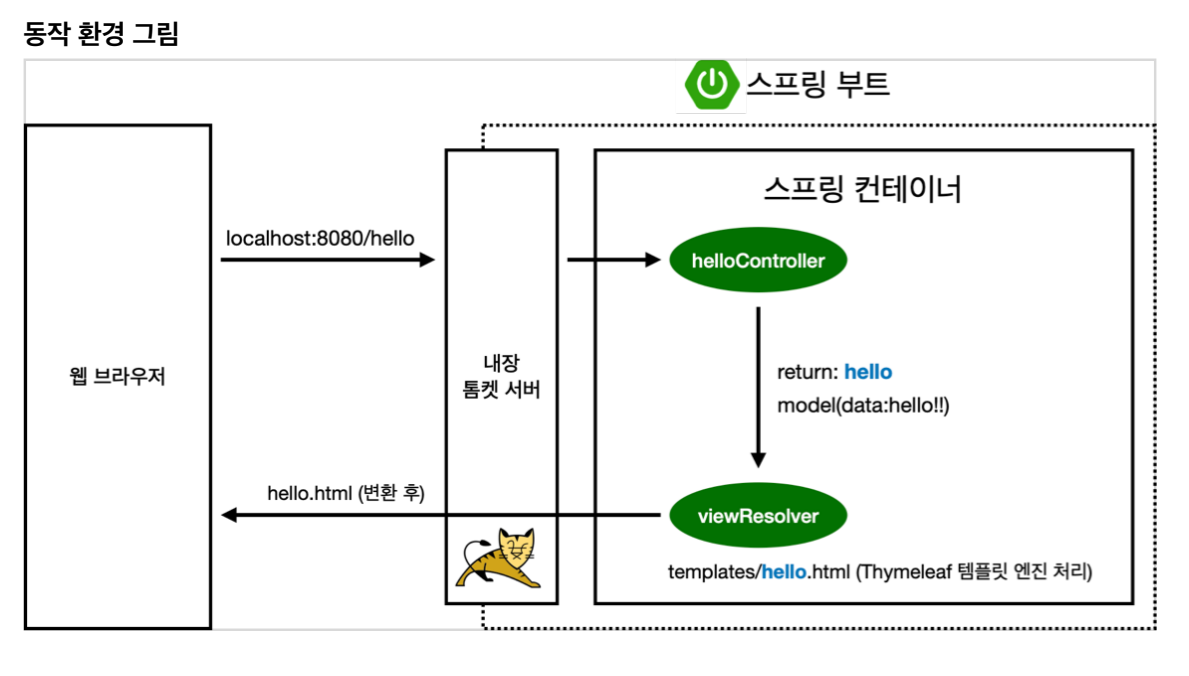 동작 환경 그림
스프링 부트
스프링 컨테이너
localhost:8080/hello
helloController
웹 브라우저
내장
톰켓 서버
return: hello
model(data:hello!!)
hello.html (변환 후)
viewResolver
templates/hello.html (Thymeleaf 템플릿 엔진 처리)